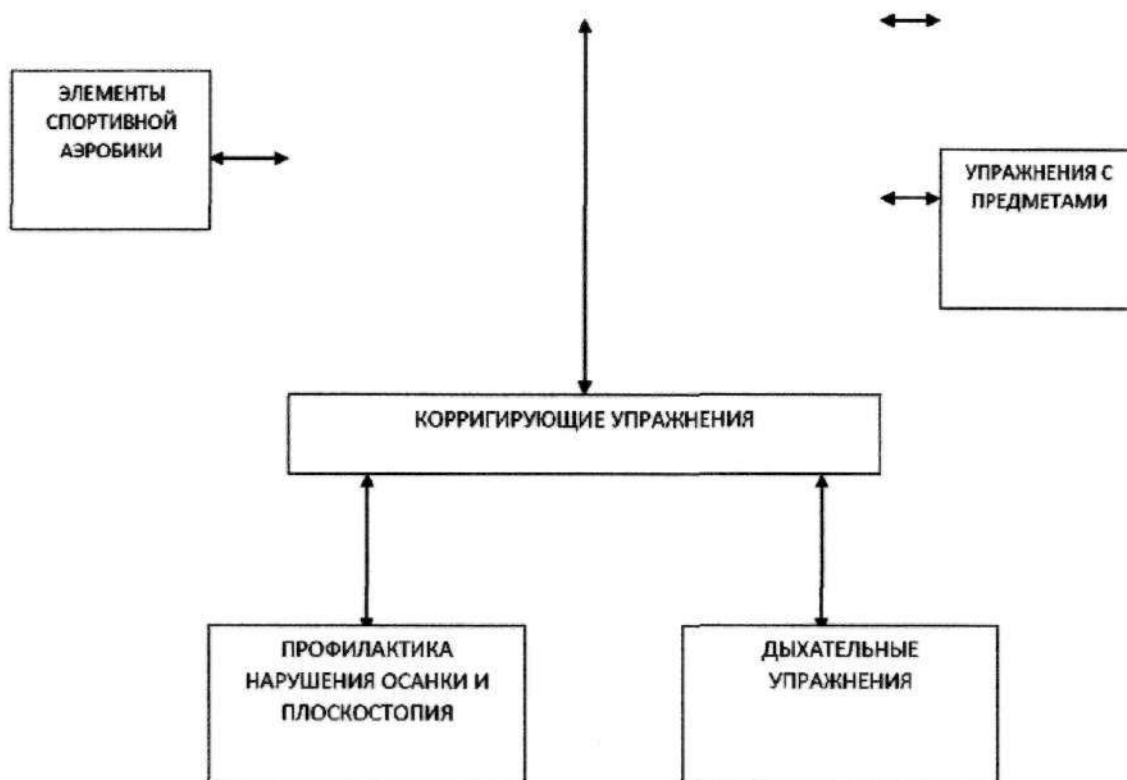 ЭЛЕМЕНТЫ
СПОРТИВНОЙ
АЭРОБИКИ
УПРАЖНЕНИЯ С
ПРЕДМЕТАМИ
КОРРИГИРУЮЩИЕ УПРАЖНЕНИЯ
ПРОФИЛАКТИКА
НАРУШЕНИЯ ОСАНКИ И
ПЛОСКОСТОПИЯ
ДЫХАТЕЛЬНЫЕ
УПРАЖНЕНИЯ